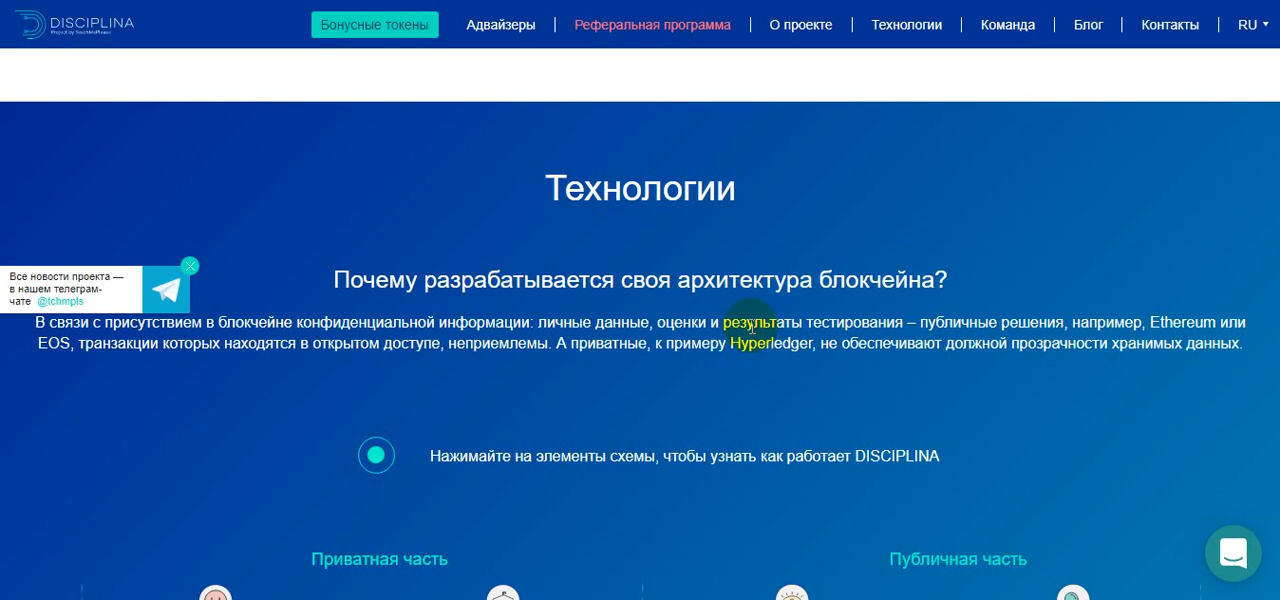 DISCIPLINA
Project by TeachMePlease
Бонусные токены
Адвайзеры
Реферальная программа
О проекте
Технологии
Команда
Блог
Контакты
RU
Технологии
Все новости проекта —
в нашем телеграм-
чате @tchmpls
Почему разрабатывается своя архитектура блокчейна?
В связи с присутствием в блокчейне конфиденциальной информации: личные данные, оценки и результаты тестирования – публичные решения, например, Ethereum или
EOS, транзакции которых находятся в открытом доступе, неприемлемы. А приватные, к примеру Hyperledger, не обеспечивают должной прозрачности хранимых данных.
Нажимайте на элементы схемы, чтобы узнать как работает DISCIPLINA
Приватная часть
Публичная часть